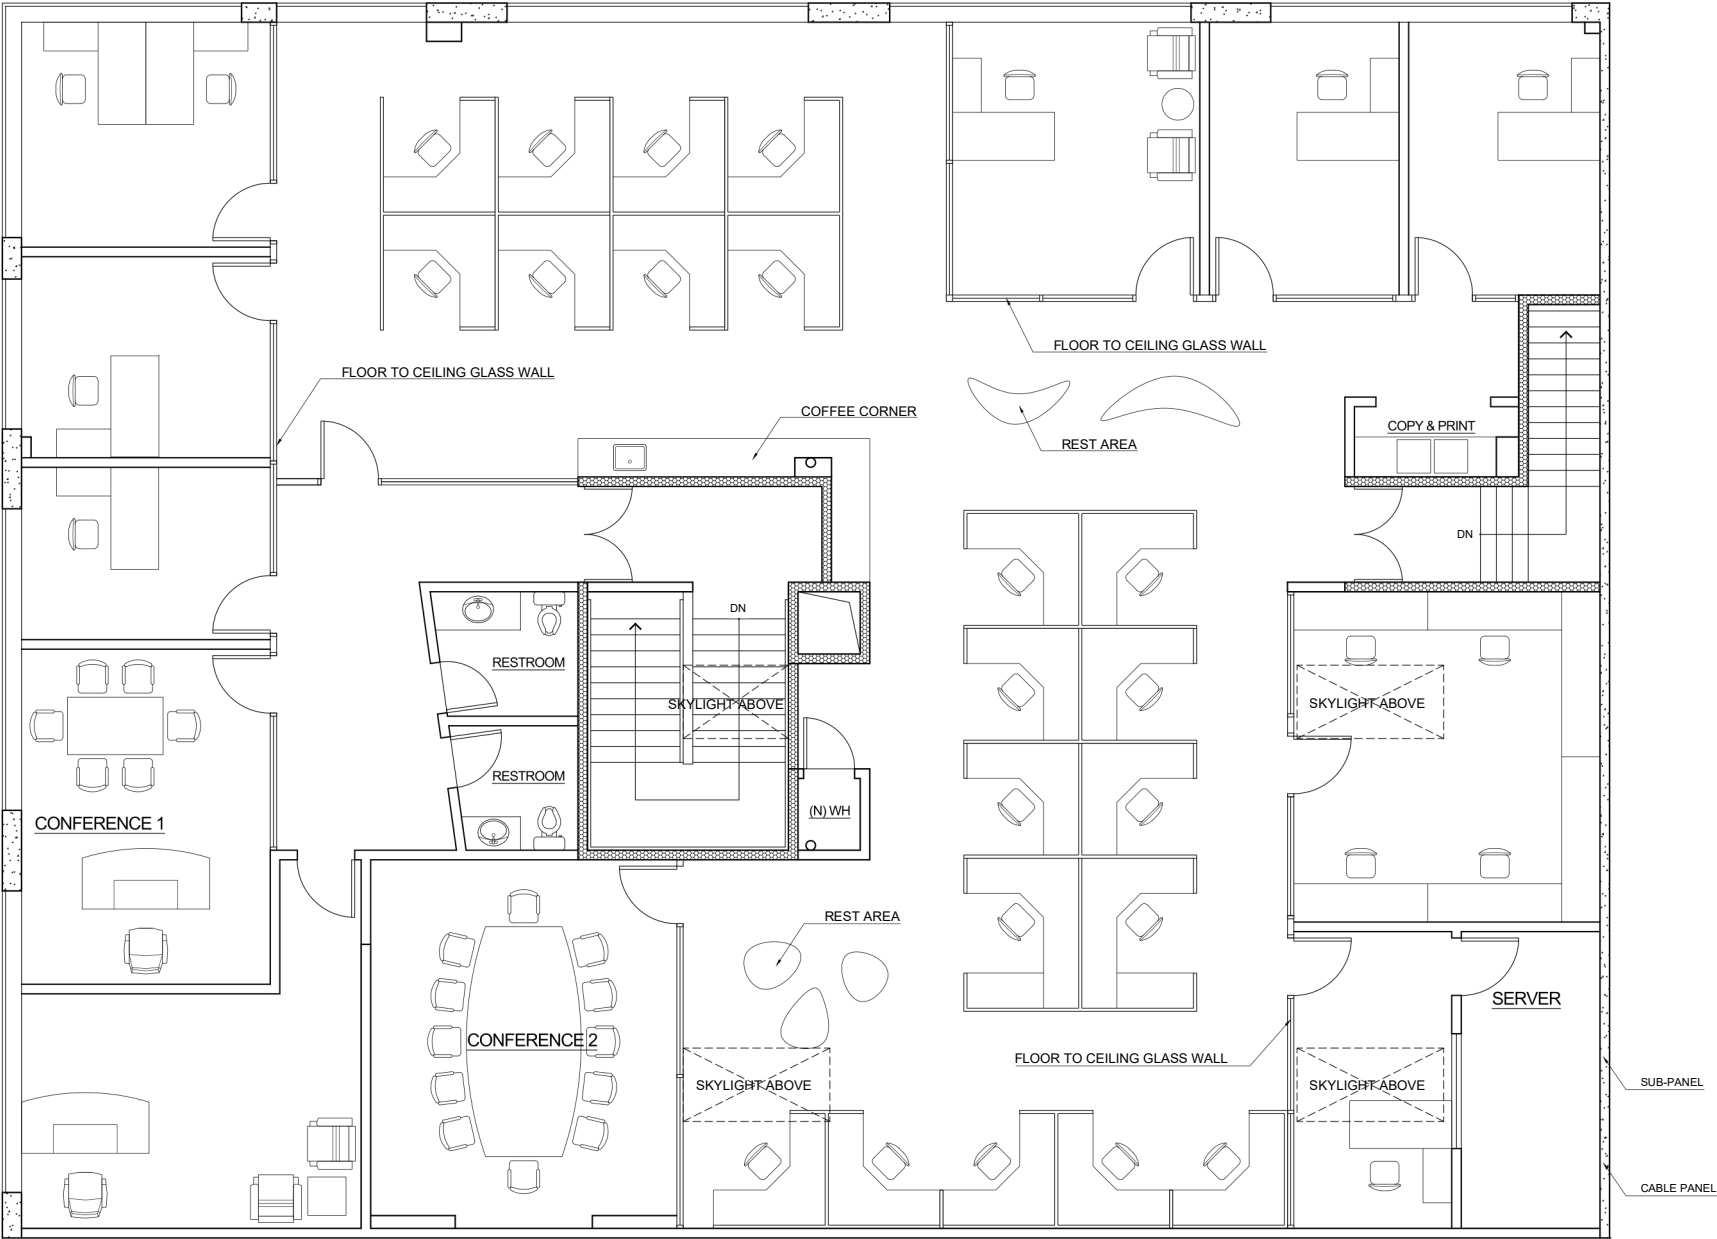 FLOOR TO CEILING GLASS WALL
FLOOR TO CEILING GLASS WALL
COFFEE CORNER
COPY & PRINT
REST AREA
DN
DN
RESTROOM
SKYLIGHT ABOVE
SKYLIGHT ABOVE
RESTROOM
(N) WH
CONFERENCE 1
REST AREA
SERVER
CONFERENCE 2
FLOOR TO CEILING GLASS WALL
SUB-PANEL
SKYLIGHT ABOVE
SKYLIGHT ABOVE
CABLE PANEL